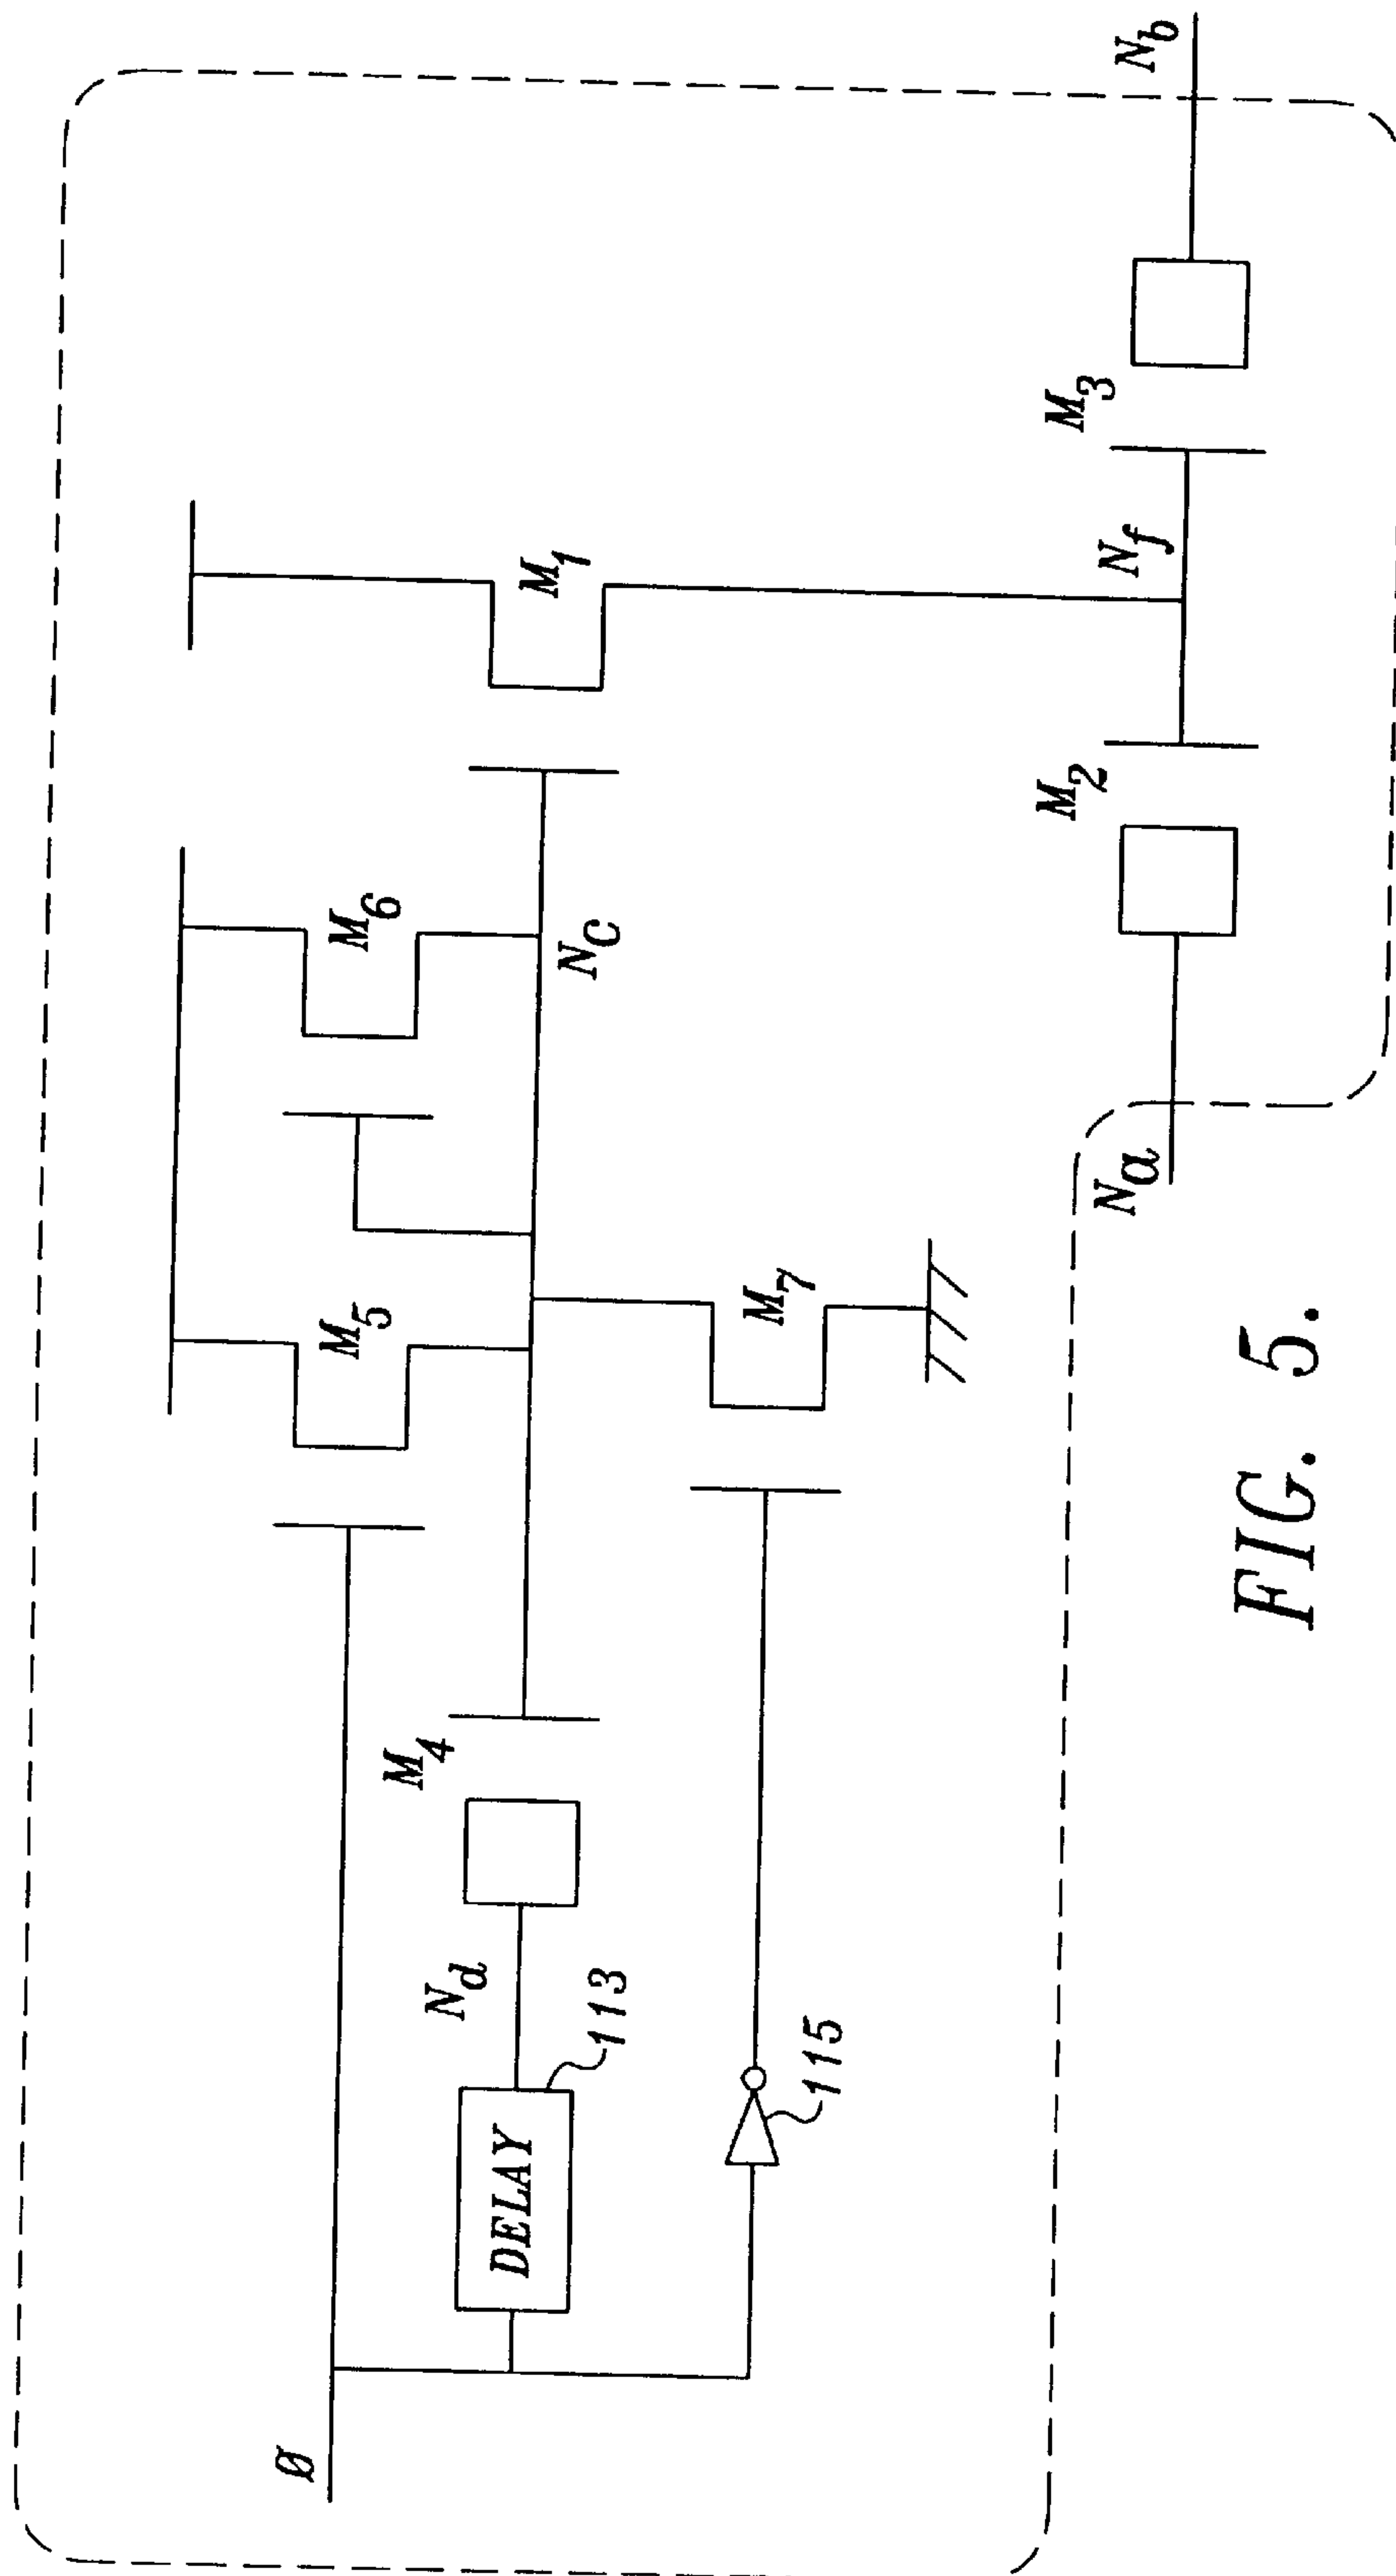 Ø
DELAY
113
115
N_d
M_4
M_5
M_6
M_7
N_C
M_1
N_a
M_2
N_f
M_3
N_b
FIG. 5.